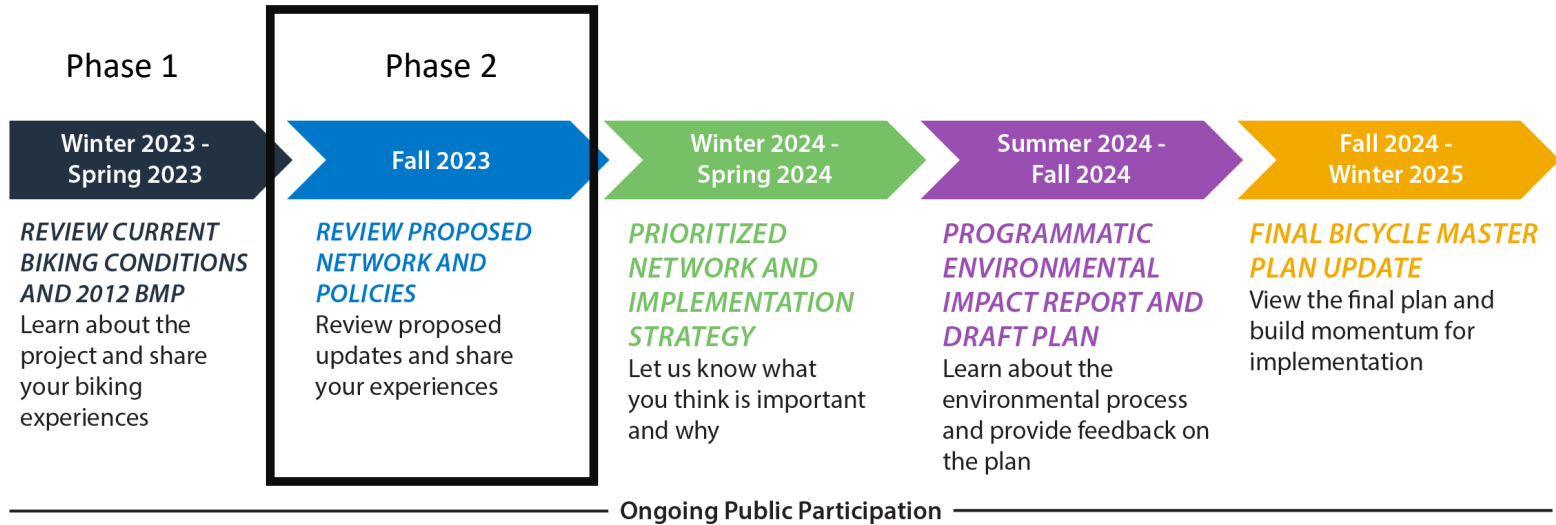 Phase 1
Phase 2
Winter 2023 -
Spring 2023
Fall 2023
Winter 2024 -
Spring 2024
Summer 2024 -
Fall 2024
Fall 2024 -
Winter 2025
REVIEW CURRENT
BIKING CONDITIONS
AND 2012 BMP
Learn about the
project and share
your biking
experiences
REVIEW PROPOSED
NETWORK AND
POLICIES
Review proposed
updates and share
your experiences
PRIORITIZED
NETWORK AND
IMPLEMENTATION
STRATEGY
Let us know what
you think is important
and why
PROGRAMMATIC
ENVIRONMENTAL
IMPACT REPORT AND
DRAFT PLAN
Learn about the
environmental process
and provide feedback on
the plan
FINAL BICYCLE MASTER
PLAN UPDATE
View the final plan and
build momentum for
implementation
Ongoing Public Participation